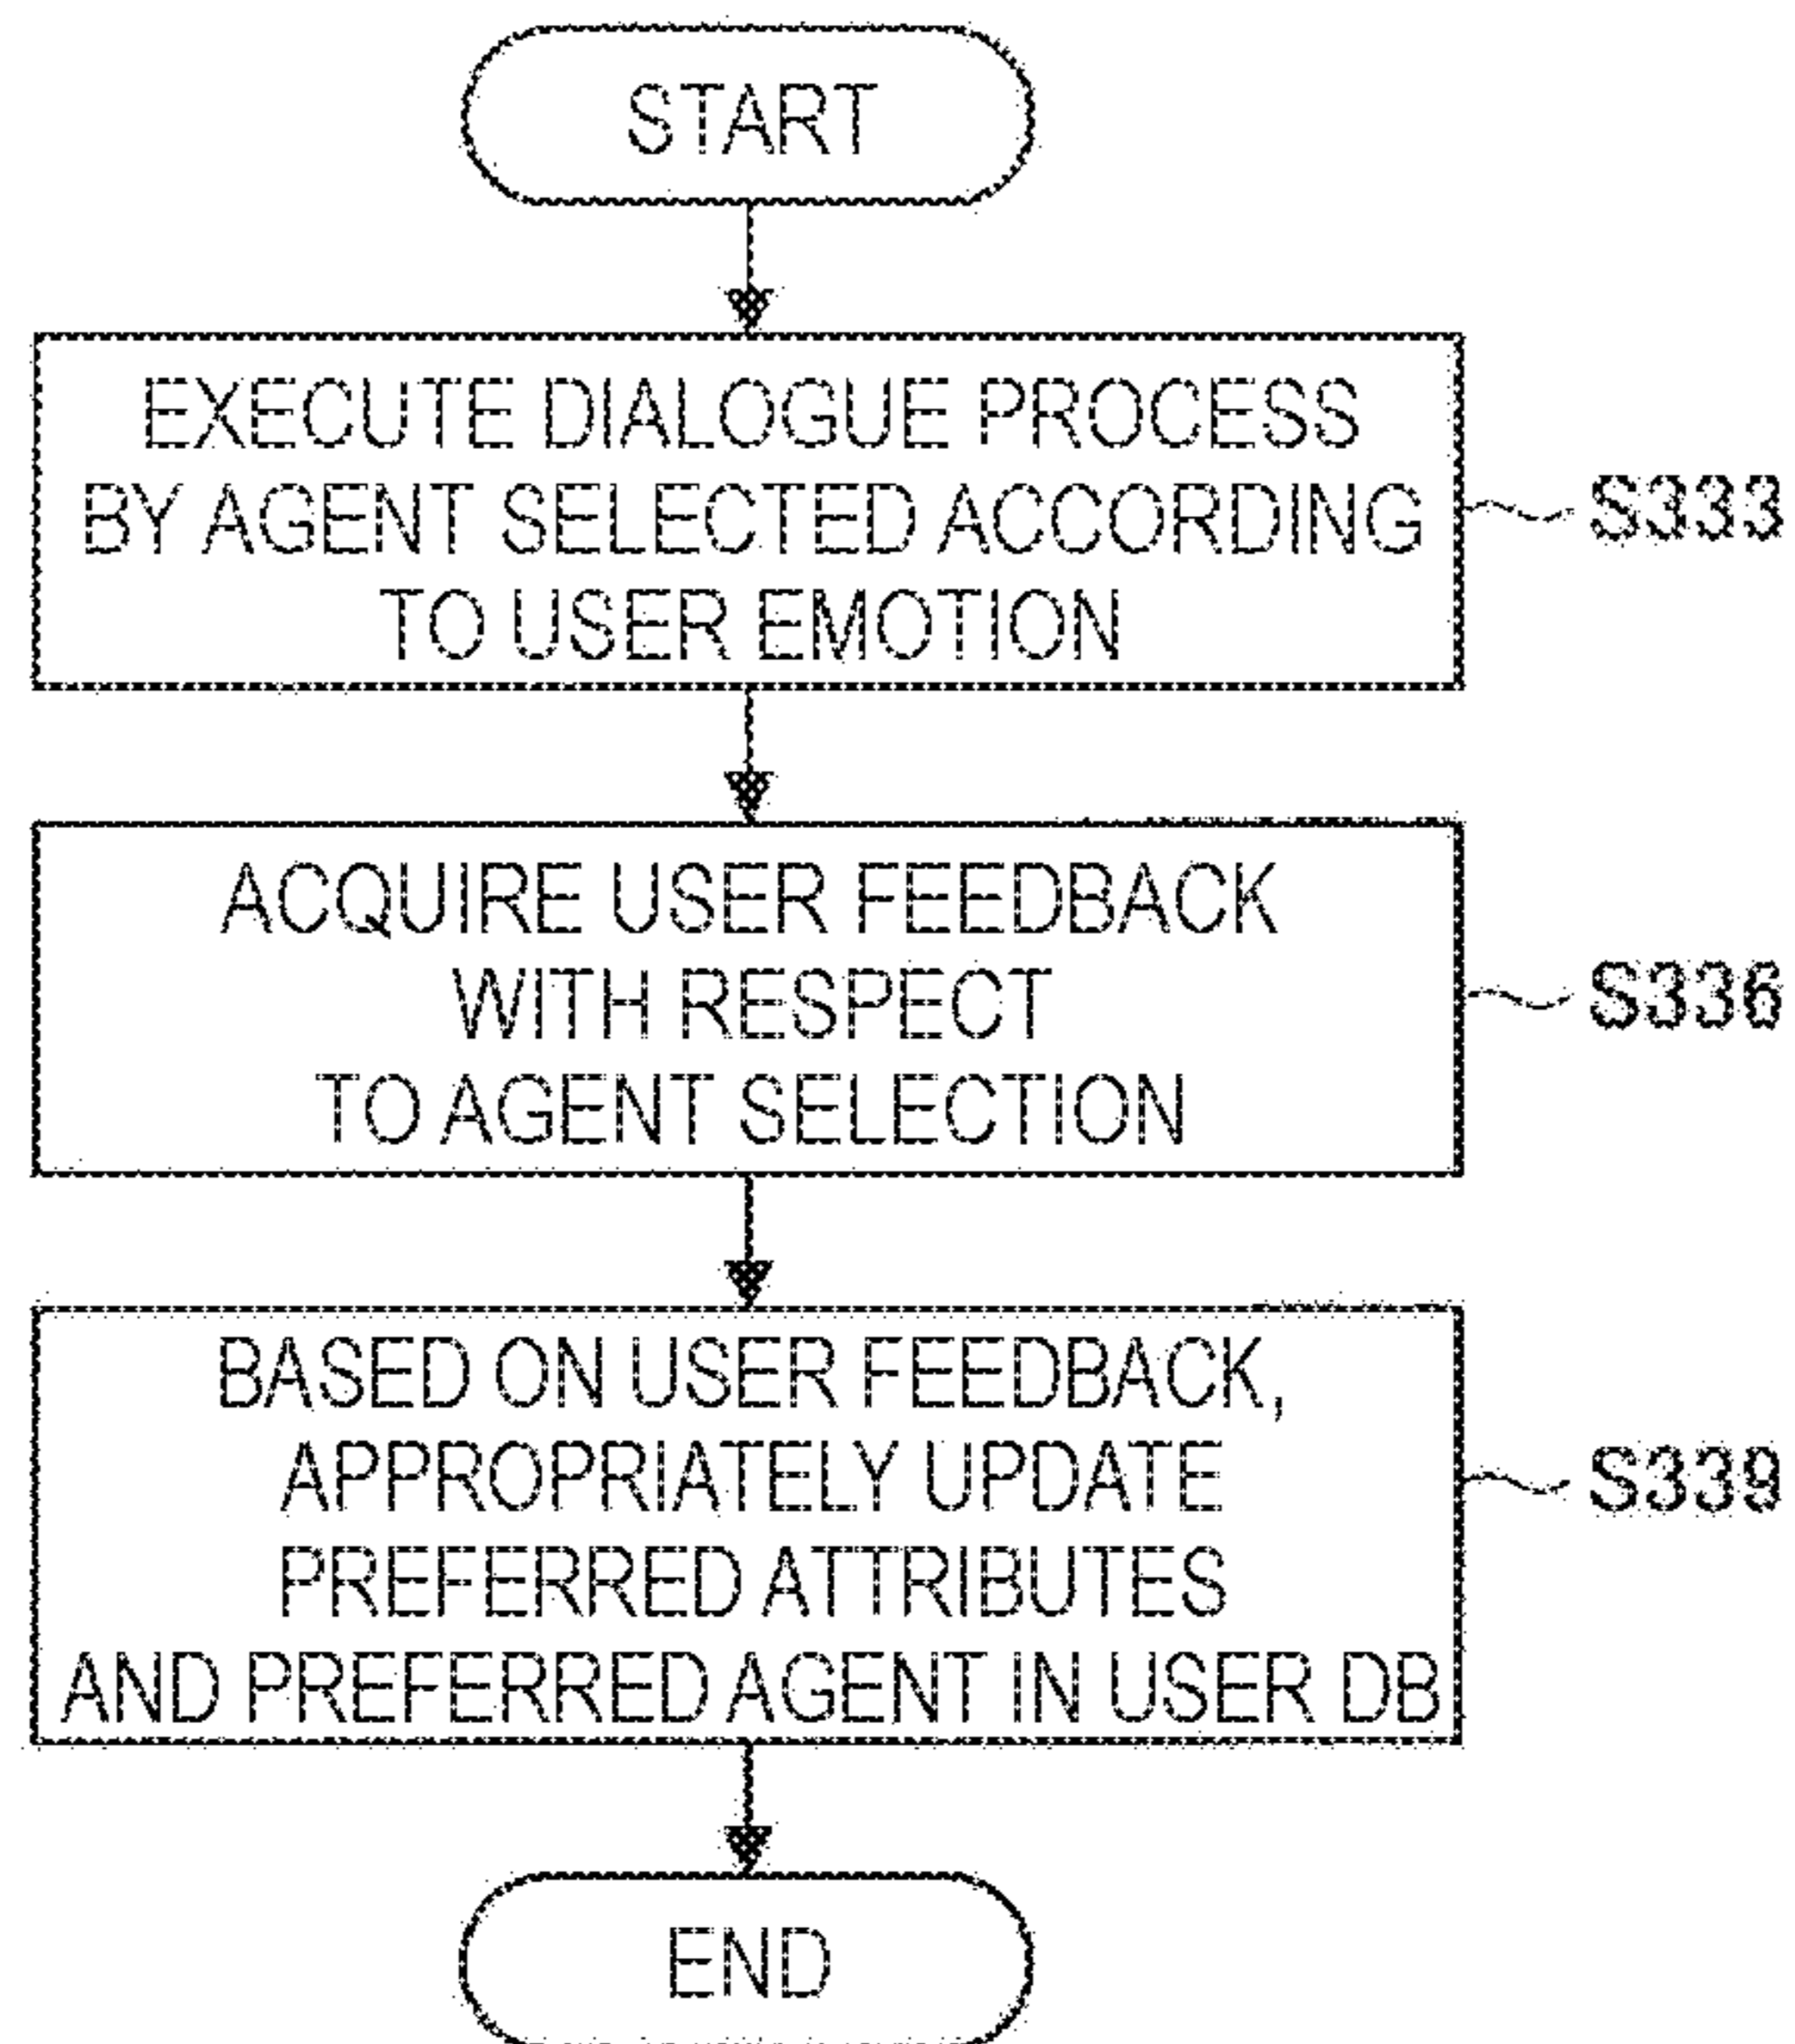 START
EXECUTE DIALOGUE PROCESS
BY AGENT SELECTED ACCORDING
TO USER EMOTION
S333
ACQUIRE USER FEEDBACK
WITH RESPECT
TO AGENT SELECTION
S336
BASED ON USER FEEDBACK,
APPROPRIATELY UPDATE
PREFERRED ATTRIBUTES
AND PREFERRED AGENT IN USER DB
S339
END